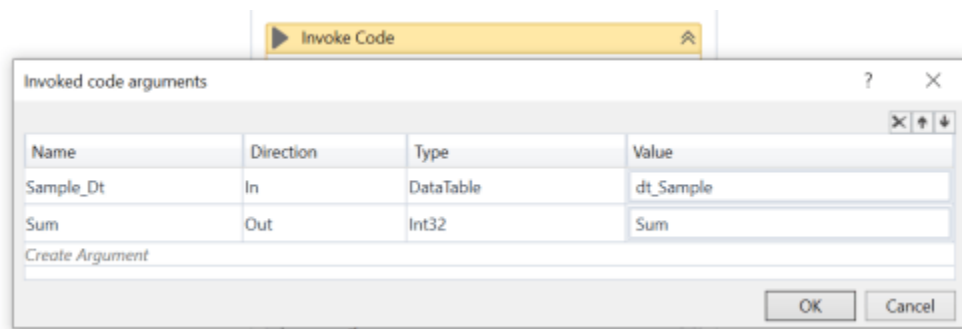 Invoke Code
Invoked code arguments ?
Name Direction Type Value
Sample_Dt In DataTable dt_Sample
Sum Out Int32 Sum
Create Argument
OK Cancel